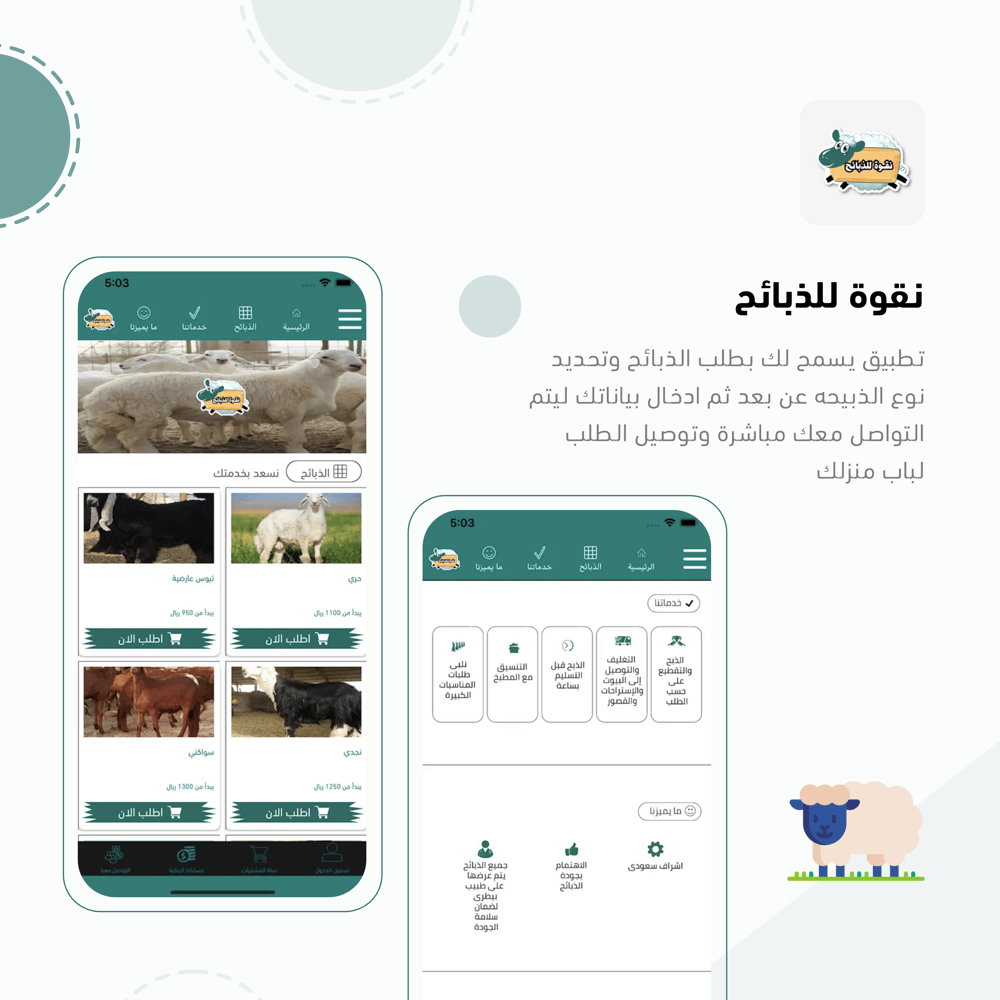 نقوة للذبائح
نقوة للذبائح
تطبيق يسمح لك بطلب الذبائح وتحديد
نوع الذبيحه عن بعد ثم ادخال بياناتك ليتم
التواصل معك مباشرة وتوصيل الطلب
لباب منزلك
5:03
الرئيسية
الذبائح
خدماتنا
ما يميزنا
نقوة للذبائح
الذبائح
نسعد بخدمتك
حري
يبدأ من 1100 ريال
اطلب الان
تيوس عارضية
يبدأ من 950 ريال
اطلب الان
نجدي
يبدأ من 1250 ريال
اطلب الان
سواكني
يبدأ من 1300 ريال
اطلب الان
تسجيل الدخول
سلة المشتريات
حساباتنا البنكية
التواصل معنا
5:03
الرئيسية
الذبائح
خدماتنا
ما يميزنا
خدماتنا
الذبح
والتقطيع
على
حسب
الطلب
التغليف
والتوصيل
إلى البيوت
والإستراحات
والقصور
الذبح قبل
التسليم
بساعة
التنسيق
مع المطبخ
تلبى
طلبات
المناسبات
الكبيرة
ما يميزنا
اشراف سعودى
الاهتمام
بجودة
الذبائح
جميع الذبائح
يتم عرضها
على طبيب
بيطرى
لضمان
سلامة
الجودة